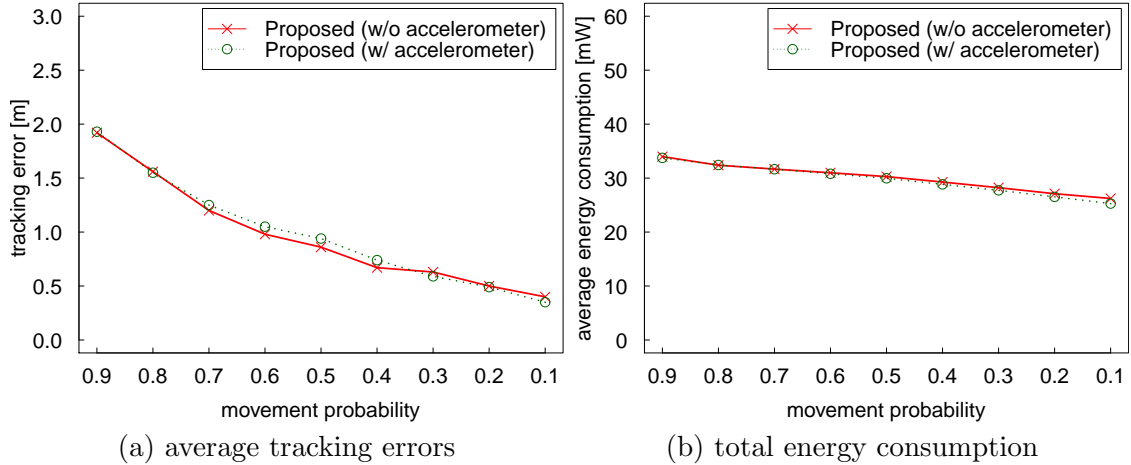 Proposed (w/o accelerometer)
Proposed (w/ accelerometer)
tracking error [m]
3.0
2.5
2.0
1.5
1.0
0.5
0.0
0.9 0.8 0.7 0.6 0.5 0.4 0.3 0.2 0.1
movement probability
(a) average tracking errors
Proposed (w/o accelerometer)
Proposed (w/ accelerometer)
average energy consumption [mW]
60
50
40
30
20
10
0
0.9 0.8 0.7 0.6 0.5 0.4 0.3 0.2 0.1
movement probability
(b) total energy consumption